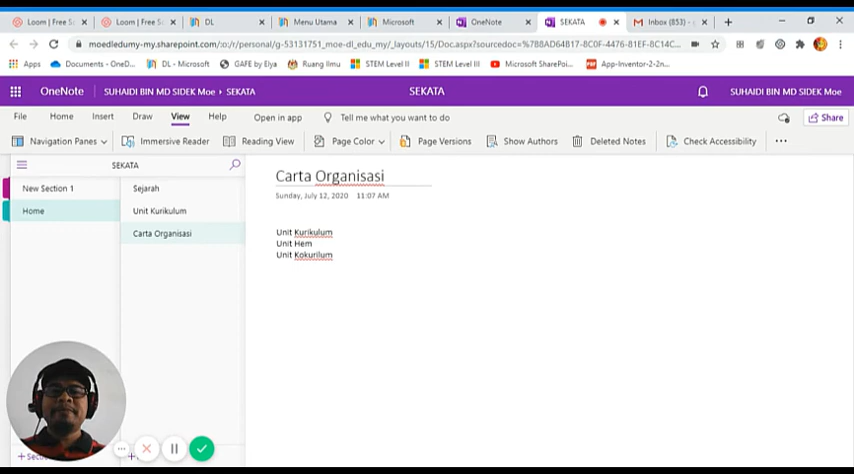 Loom | Free S
Loom | Free Sc
DL
Menu Utama
Microsoft
OneNote
SEKATA
Inbox (853) - g
moedledumy-my.sharepoint.com/:o:/r/personal/g-53131751_moe-dl_edu_my/_layouts/15/Doc.aspx?sourcedoc=%7B8AD64817-8C0F-4476-81EF-8C14C...
Apps
Documents - OneD...
DL - Microsoft
GAFE by Eiya
Ruang Ilmu
STEM Level II
STEM Level III
Microsoft SharePoi...
App-Inventor-2-2n...
OneNote
SUHAIDI BIN MD SIDEK Moe ▸ SEKATA
SEKATA
SUHAIDI BIN MD SIDEK Moe
File
Home
Insert
Draw
View
Help
Open in app
Tell me what you want to do
Share
Navigation Panes
Immersive Reader
Reading View
Page Color
Page Versions
Show Authors
Deleted Notes
Check Accessibility
SEKATA
New Section 1
Home
Sejarah
Unit Kurikulum
Carta Organisasi
Carta Organisasi
Sunday, July 12, 2020 11:07 AM
Unit Kurikulum
Unit Hem
Unit Kokurilum